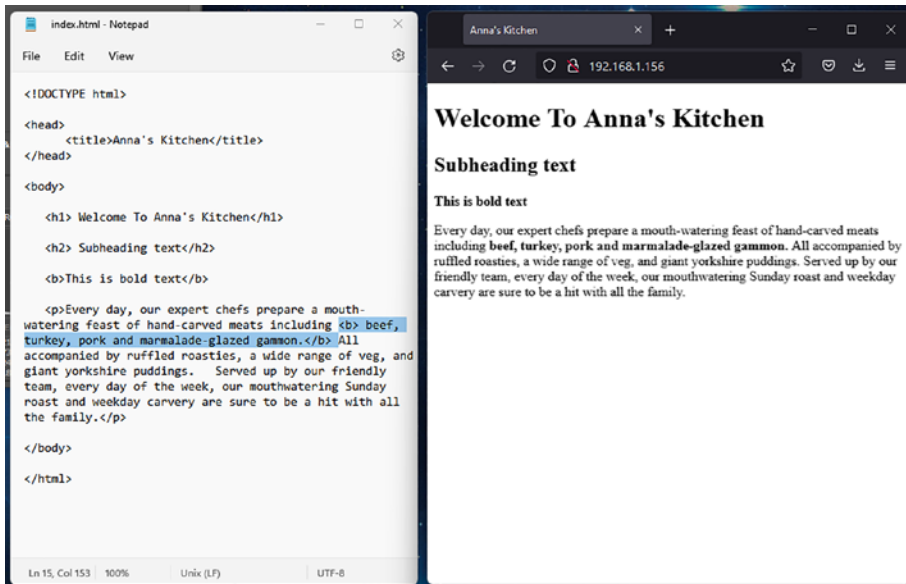 index.html - Notepad
File Edit View
<!DOCTYPE html>
<head>
<title>Anna's Kitchen</title>
</head>
<body>
<h1> Welcome To Anna's Kitchen</h1>
<h2> Subheading text</h2>
<b>This is bold text</b>
<p>Every day, our expert chefs prepare a mouth-
watering feast of hand-carved meats including <b> beef,
turkey, pork and marmalade-glazed gammon.</b> All
accompanied by ruffled roasties, a wide range of veg, and
giant yorkshire puddings.   Served up by our friendly
team, every day of the week, our mouthwatering Sunday
roast and weekday carvery are sure to be a hit with all
the family.</p>
</body>
</html>
Ln 15, Col 153 100% Unix (LF) UTF-8
Anna's Kitchen
192.168.1.156
Welcome To Anna's Kitchen
Subheading text
This is bold text
Every day, our expert chefs prepare a mouth-watering feast of hand-carved meats
including beef, turkey, pork and marmalade-glazed gammon. All accompanied by
ruffled roasties, a wide range of veg, and giant yorkshire puddings. Served up by our
friendly team, every day of the week, our mouthwatering Sunday roast and weekday
carvery are sure to be a hit with all the family.